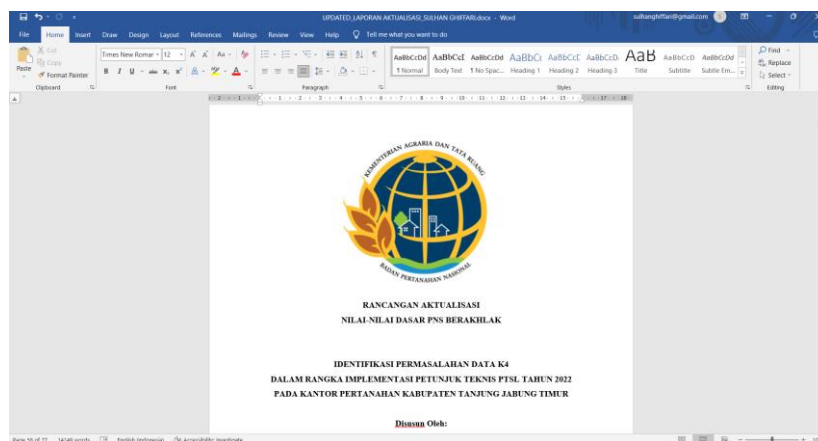 UPDATED_LAPORAN AKTUALISASI_SULHAN GHIFFARI.docx - Word
sulhanghiffari@gmail.com
File Home Insert Draw Design Layout References Mailings Review View Help Tell me what you want to do
Cut
Copy
Format Painter
Paste
Clipboard
Times New Roman 12
Font
Paragraph
AaBbCcDd AaBbCcI AaBbCcDd AaBbCc AaBbCcC AaBbCcD AaB AaBbCcD AaBbCcDd
¶ Normal Body Text ¶ No Spac... Heading 1 Heading 2 Heading 3 Title Subtitle Subtle Em...
Styles
Find
Replace
Select
Editing
KEMENTERIAN AGRARIA DAN TATA RUANG
BADAN PERTANAHAN NASIONAL
RANCANGAN AKTUALISASI
NILAI-NILAI DASAR PNS BERAKHLAK
IDENTIFIKASI PERMASALAHAN DATA K4
DALAM RANGKA IMPLEMENTASI PETUNJUK TEKNIS PTSL TAHUN 2022
PADA KANTOR PERTANAHAN KABUPATEN TANJUNG JABUNG TIMUR
Disusun Oleh:
14248 words English (Indonesia) Accessibility: Investigate